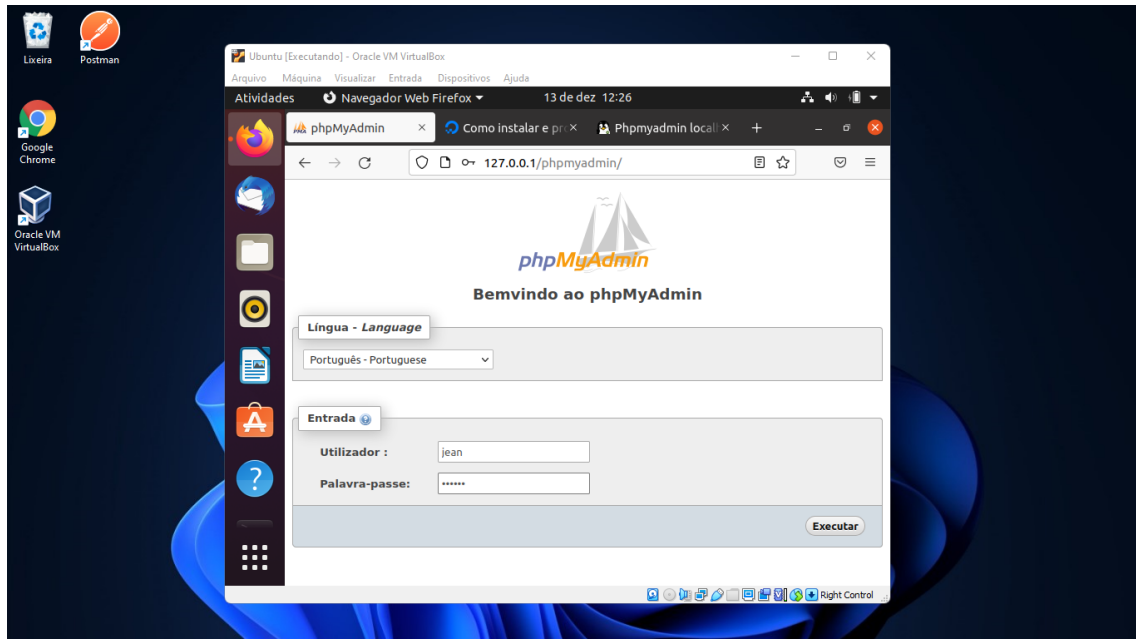 Lixeira
Postman
Google
Chrome
Oracle VM
VirtualBox
Ubuntu [Executando] - Oracle VM VirtualBox
Arquivo Máquina Visualizar Entrada Dispositivos Ajuda
Atividades Navegador Web Firefox 13 de dez 12:26
phpMyAdmin Como instalar e pro Phpmyadmin locall
127.0.0.1/phpmyadmin/
phpMyAdmin
Bemvindo ao phpMyAdmin
Língua - Language
Português - Portuguese
Entrada
Utilizador : jean
Palavra-passe: ••••••
Executar
Right Control